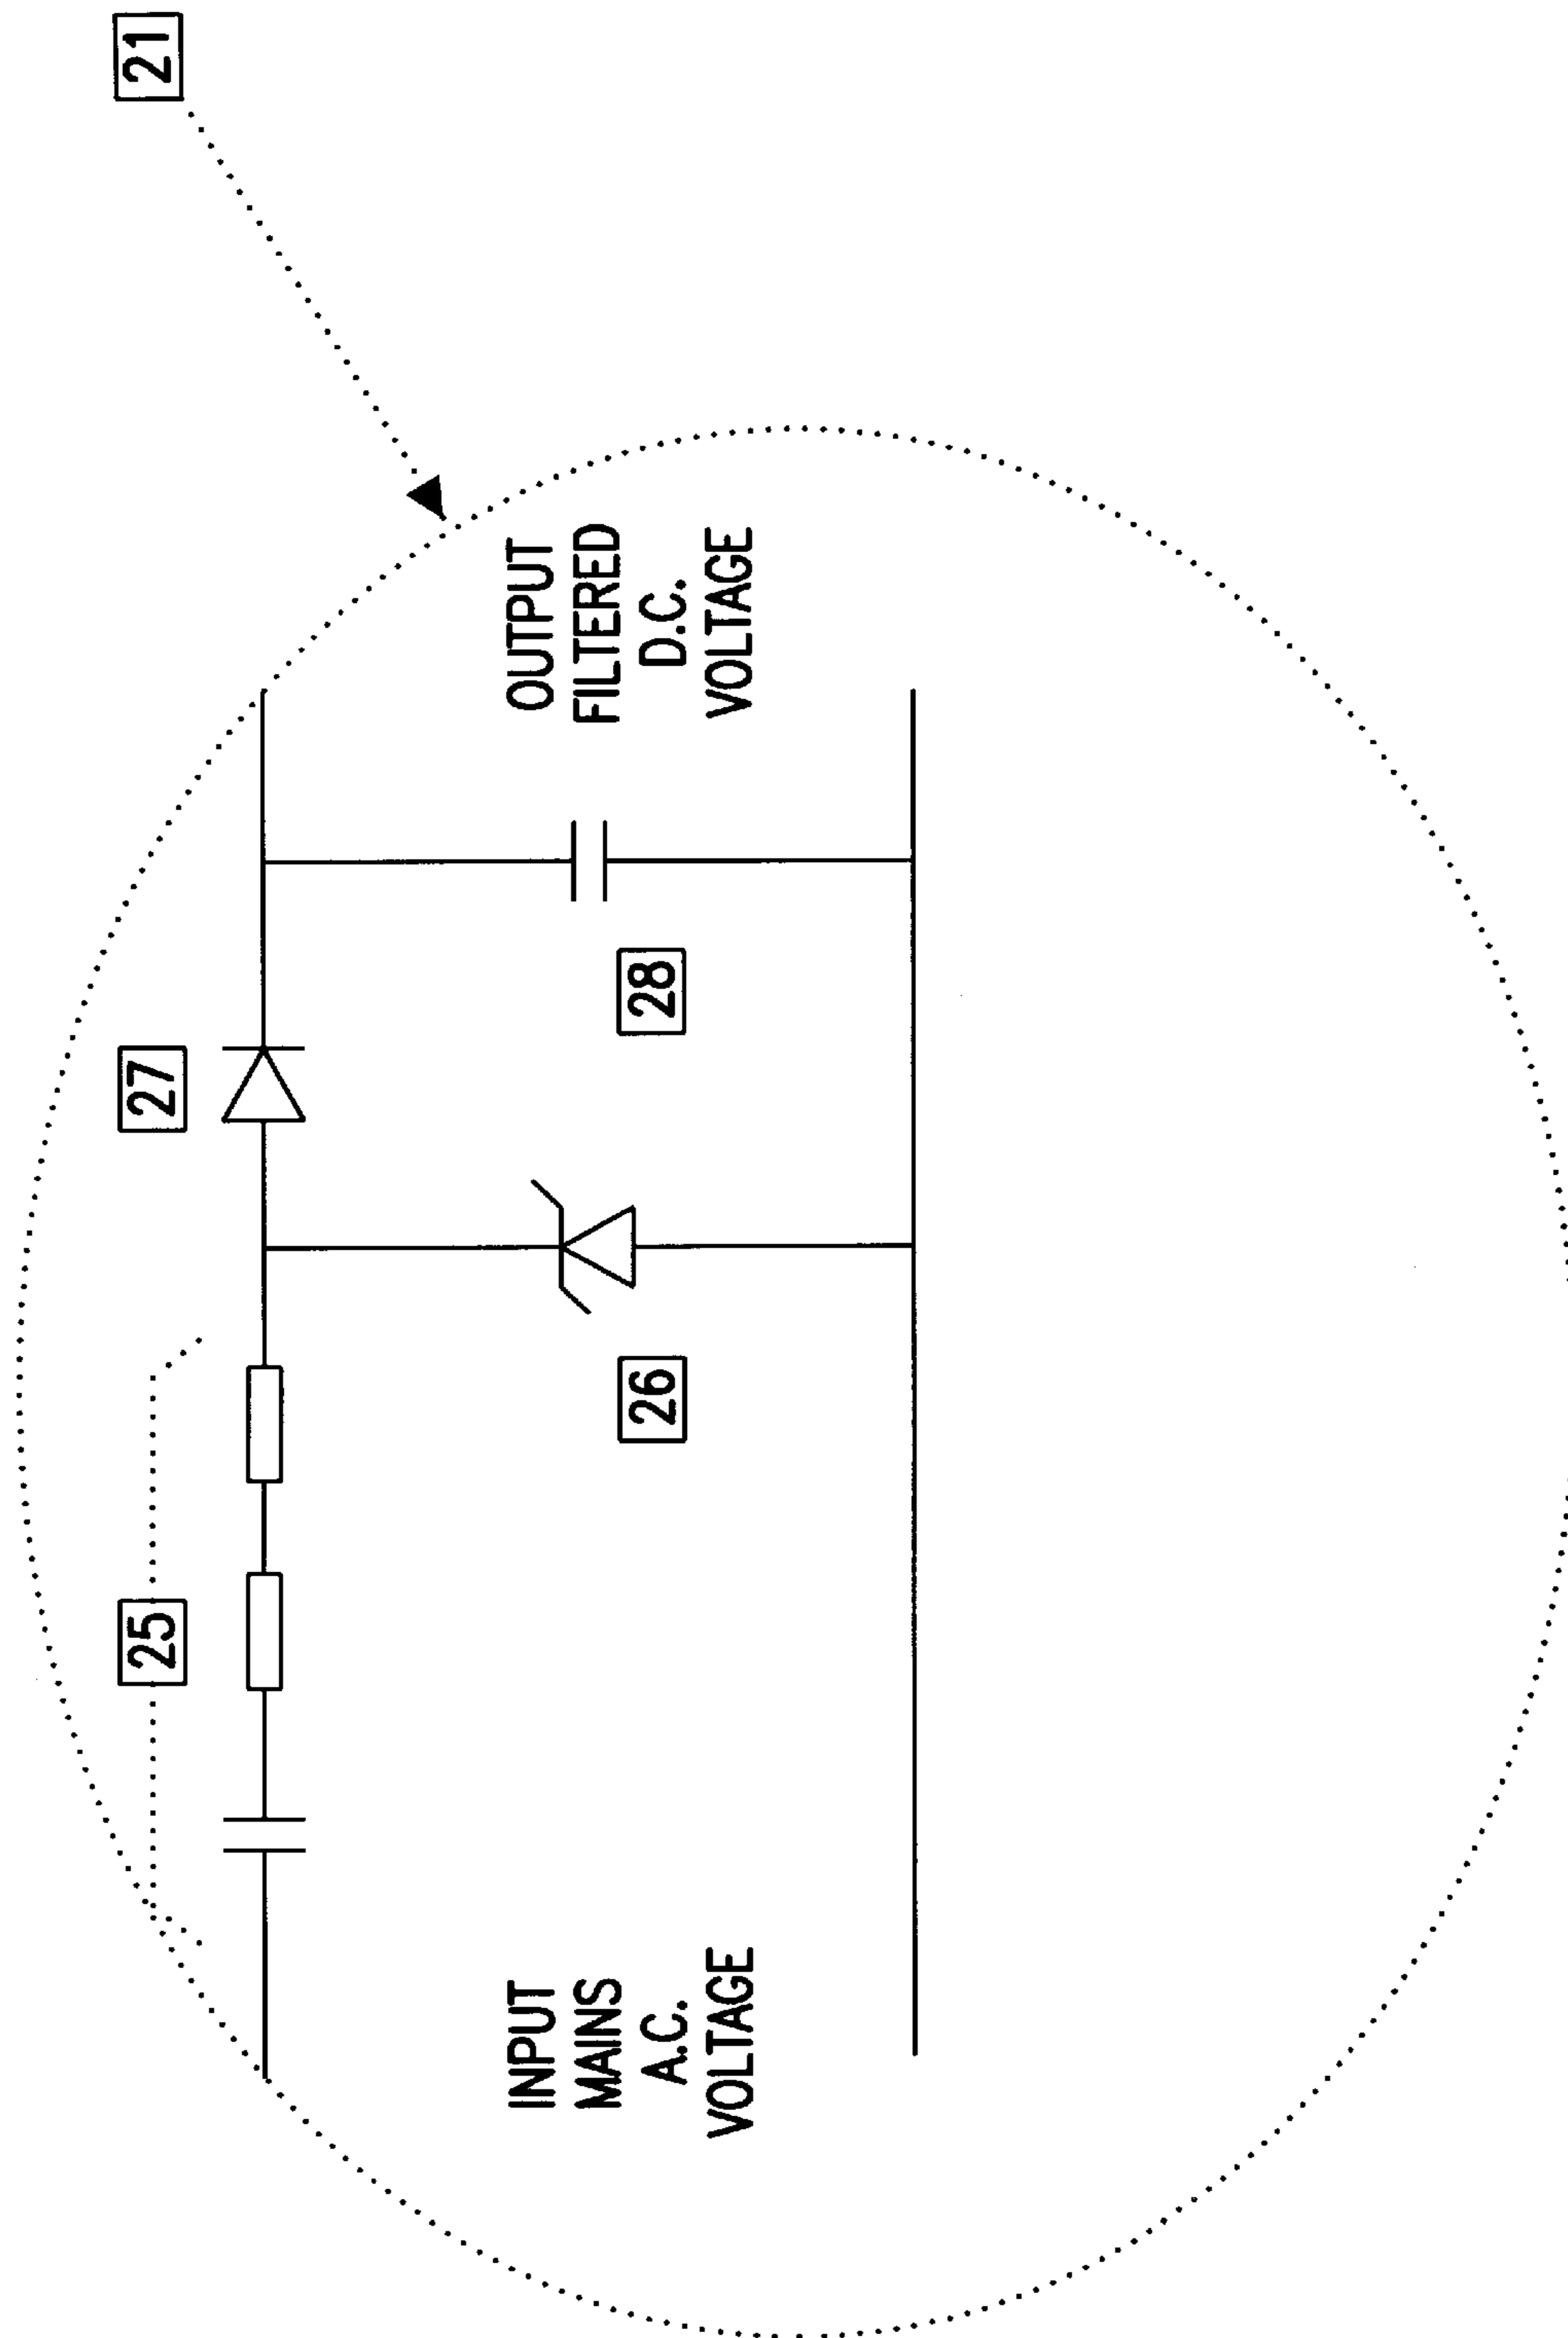 21
OUTPUT
FILTERED
D.C.
VOLTAGE
27
28
25
26
INPUT
MAINS
A.C.
VOLTAGE